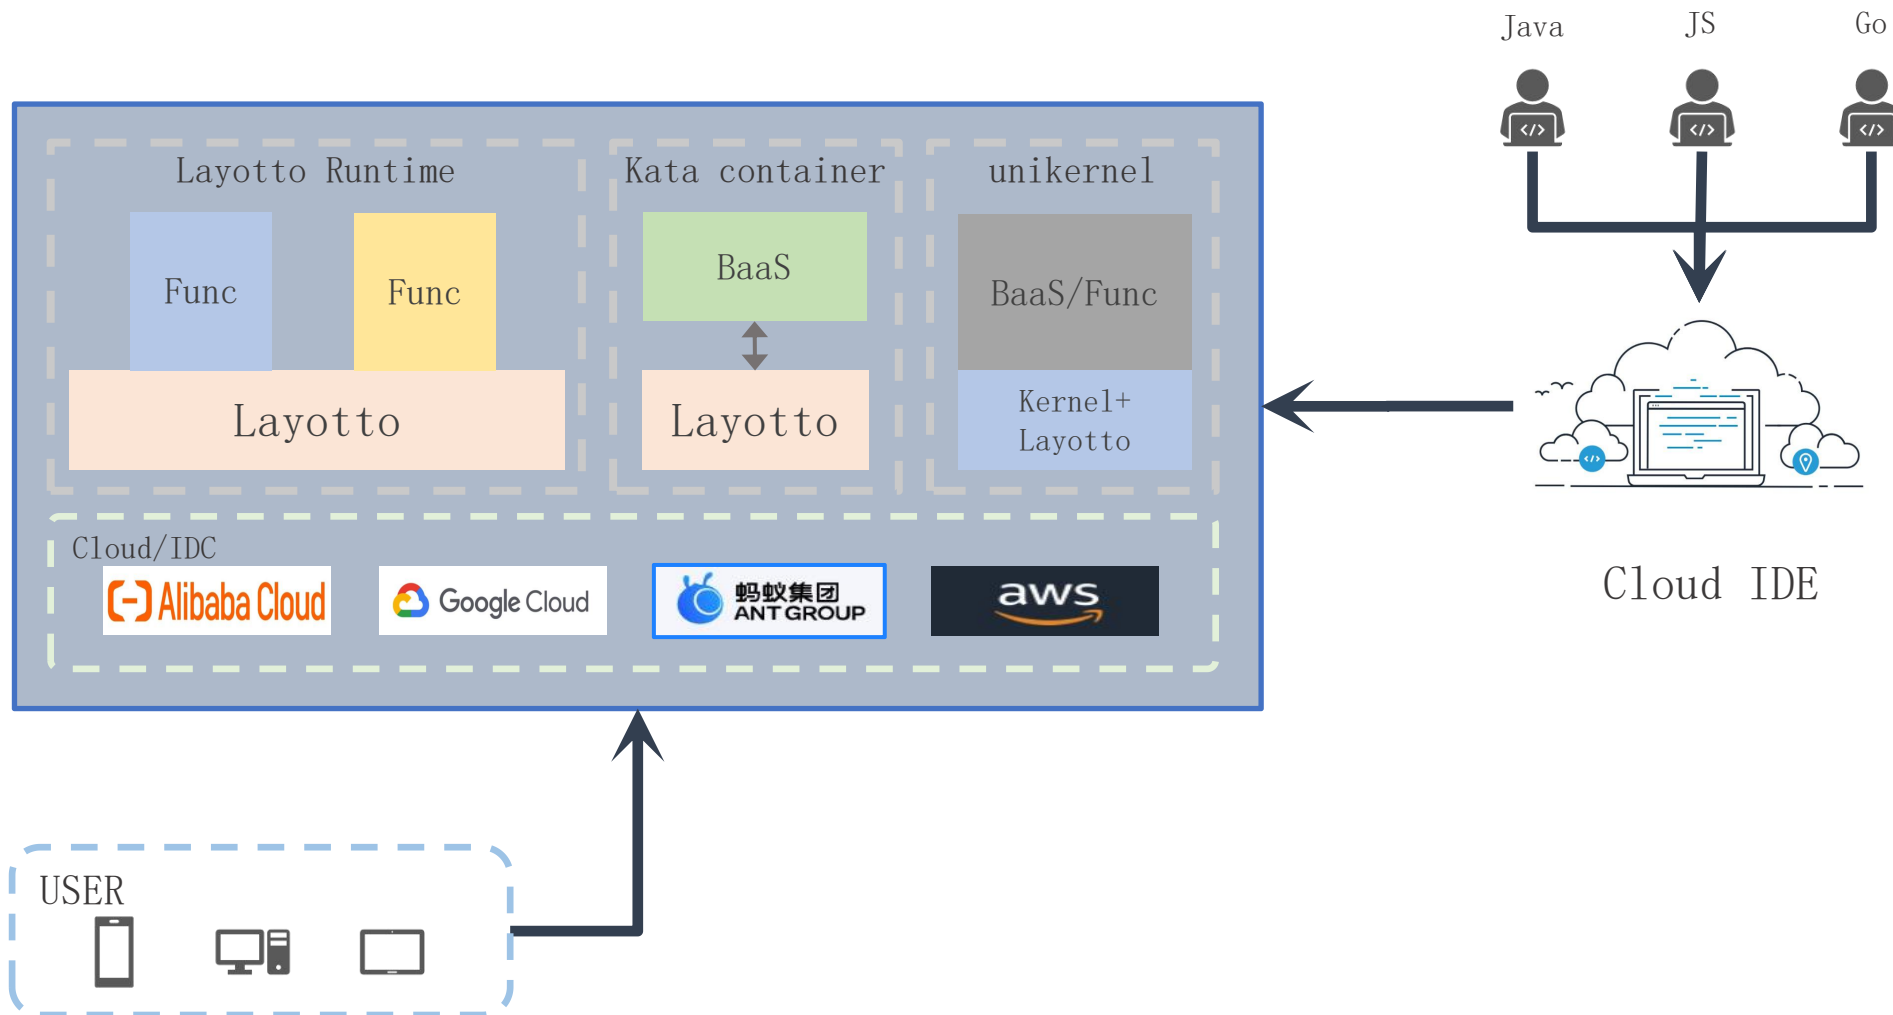 Java
JS
Go
Layotto Runtime
Kata container
unikernel
Func
Func
BaaS
BaaS/Func
Layotto
Layotto
Kernel+
Layotto
Cloud/IDC
Alibaba Cloud
Google Cloud
蚂蚁集团
ANT GROUP
aws
Cloud IDE
USER